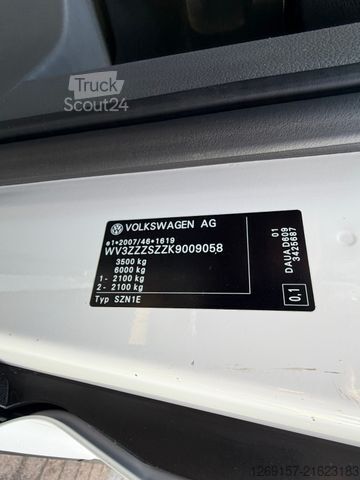 Truck
Scout24
VOLKSWAGEN AG
e1*2007/46*1619
WV3ZZZSZZK9009058
3500 kg
6000 kg
1 - 2100 kg
2 - 2100 kg
Typ SZN1E
01
DAUAD609
3425687
0,1
1269157-21623183